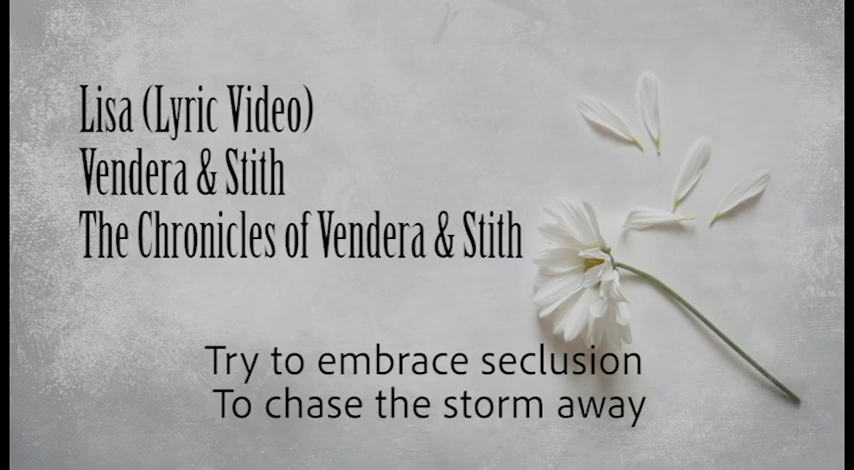 Lisa (Lyric Video)
Vendera & Stith
The Chronicles of Vendera & Stith
Try to embrace seclusion
To chase the storm away